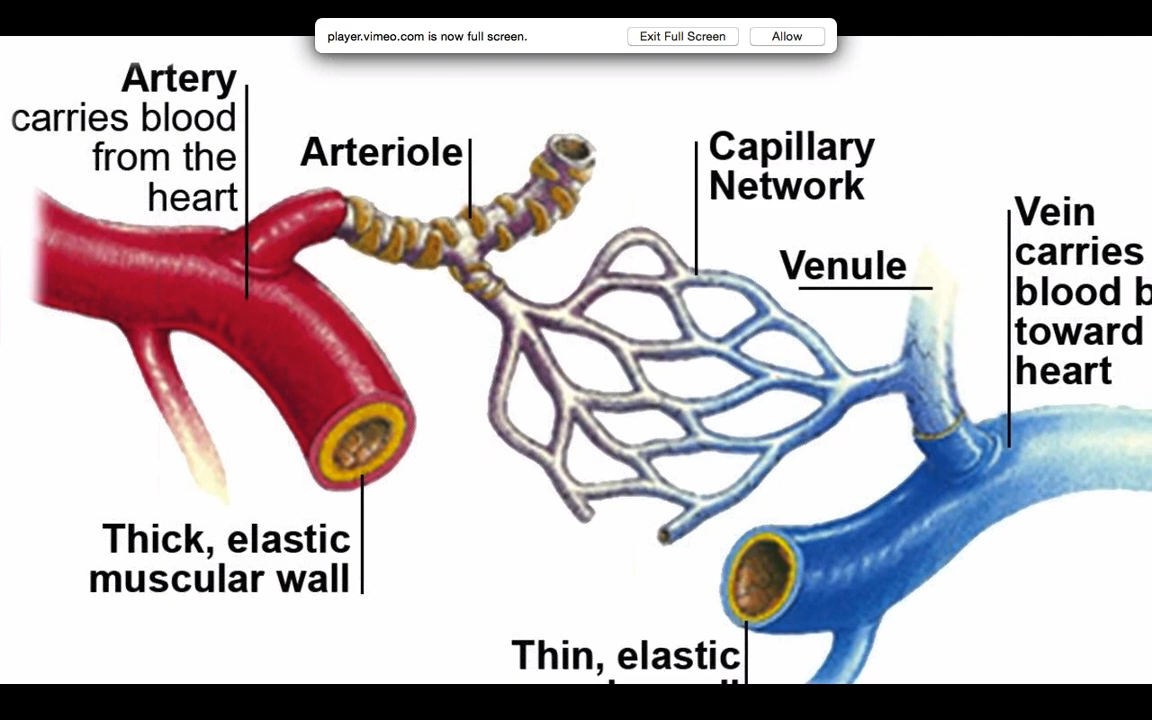 player.vimeo.com is now full screen.
Exit Full Screen
Allow
Artery
carries blood
from the
heart
Arteriole
Capillary
Network
Venule
Vein
carries
blood b
toward
heart
Thick, elastic
muscular wall
Thin, elastic